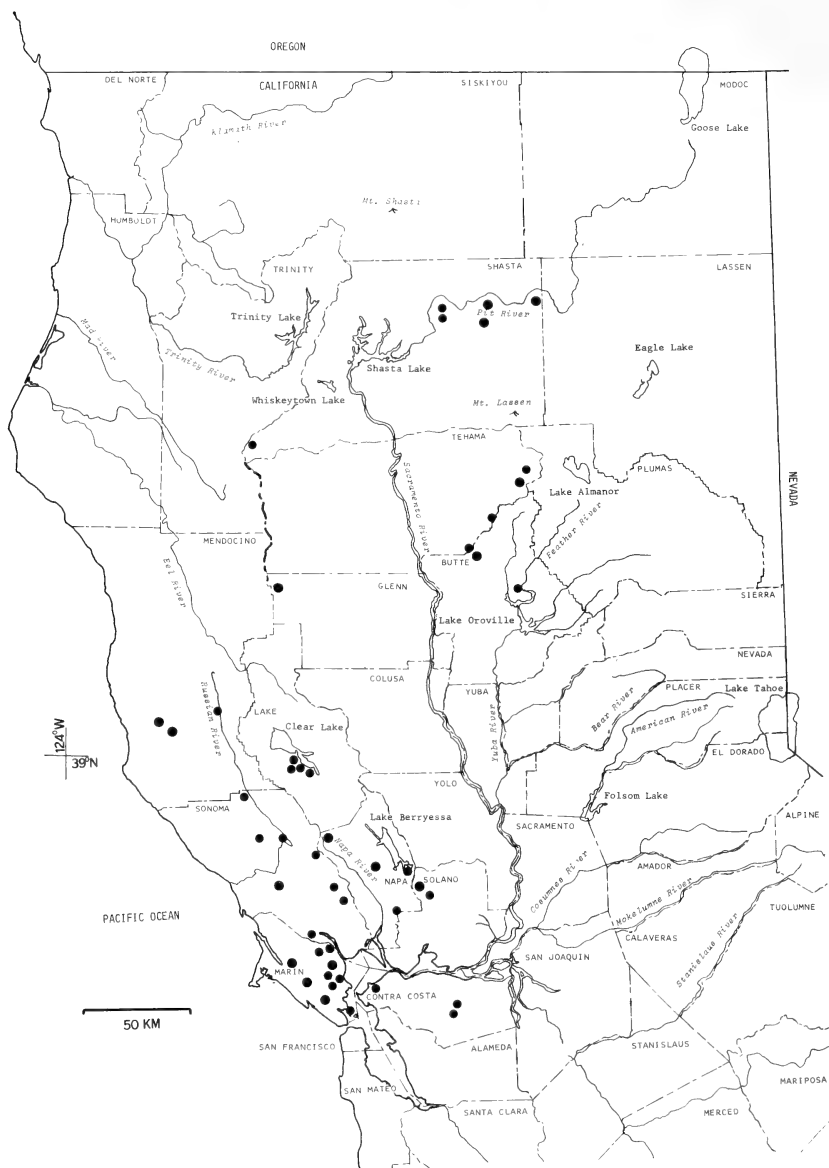 OREGON
DEL NORTE
CALIFORNIA
SISKIYOU
MODOC
Klamath River
Goose Lake
Mt. Shasta
HUMBOLDT
TRINITY
SHASTA
LASSEN
Trinity Lake
Pit River
Mad River
Trinity River
Shasta Lake
Eagle Lake
Whiskeytown Lake
Mt. Lassen
TEHAMA
Sacramento River
PLUMAS
Lake Almanor
NEVADA
Feather River
MENDOCINO
BUTTE
Eel River
GLENN
SIERRA
Lake Oroville
NEVADA
COLUSA
YUBA
PLACER
Lake Tahoe
Russian River
LAKE
Bear River
American River
Clear Lake
Yuba River
124°W
39°N
EL DORADO
YOLO
Folsom Lake
SONOMA
Lake Berryessa
SACRAMENTO
ALPINE
Napa River
AMADOR
NAPA
SOLANO
Cosumnes River
Mokelumne River
TUOLUMNE
PACIFIC OCEAN
CALAVERAS
Stanislaus River
SAN JOAQUIN
MARIN
CONTRA COSTA
50 KM
SAN FRANCISCO
ALAMEDA
STANISLAUS
MARIPOSA
SAN MATEO
SANTA CLARA
MERCED